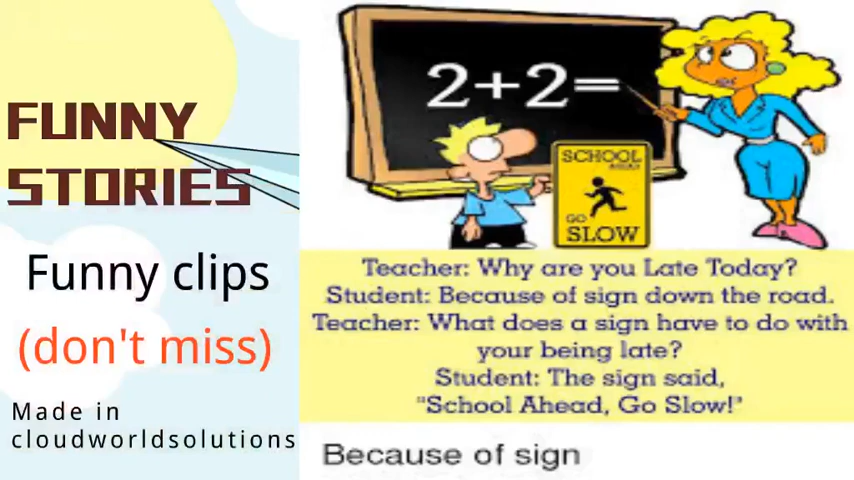 FUNNY
STORIES
Funny clips
(don't miss)
Made in
cloudworldsolutions
2+2=
SCHOOL
AHEAD
GO
SLOW
Teacher: Why are you Late Today?
Student: Because of sign down the road.
Teacher: What does a sign have to do with
your being late?
Student: The sign said,
"School Ahead, Go Slow!"
Because of sign